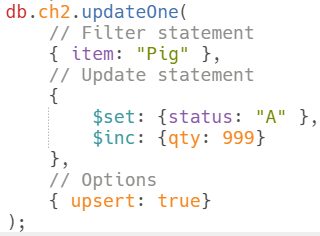 db.ch2.updateOne(
    // Filter statement
    { item: "Pig" },
    // Update statement
    {
        $set: {status: "A" },
        $inc: {qty: 999}
    },
    // Options
    { upsert: true}
);